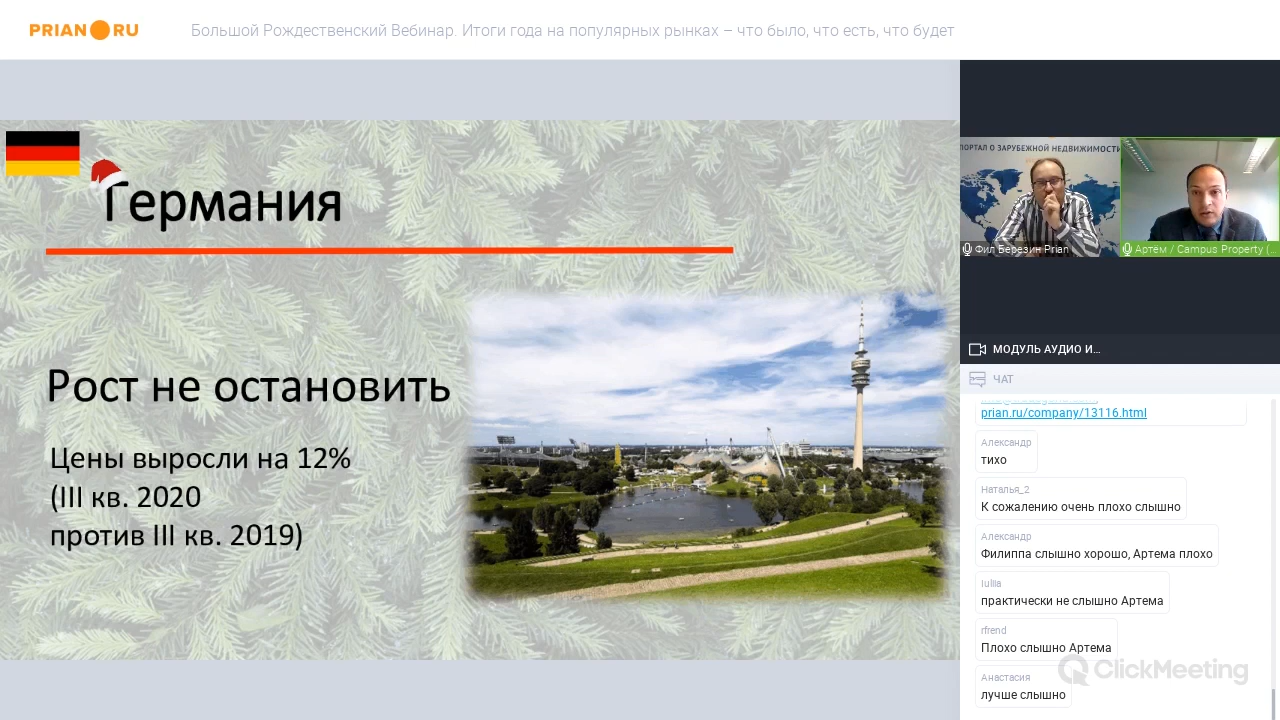 PRIAN RU
Большой Рождественский Вебинар. Итоги года на популярных рынках – что было, что есть, что будет
Германия
Рост не остановить
Цены выросли на 12%
(III кв. 2020
против III кв. 2019)
ПОРТАЛ О ЗАРУБЕЖНОЙ НЕДВИЖИМОСТИ
Фил Березин Prian
Артём / Campus Property (...
МОДУЛЬ АУДИО И...
ЧАТ
prian.ru/company/13116.html
Александр
тихо
Наталья_2
К сожалению очень плохо слышно
Александр
Филиппа слышно хорошо, Артема плохо
Iuliia
практически не слышно Артема
rfrend
Плохо слышно Артема
ClickMeeting
Анастасия
лучше слышно